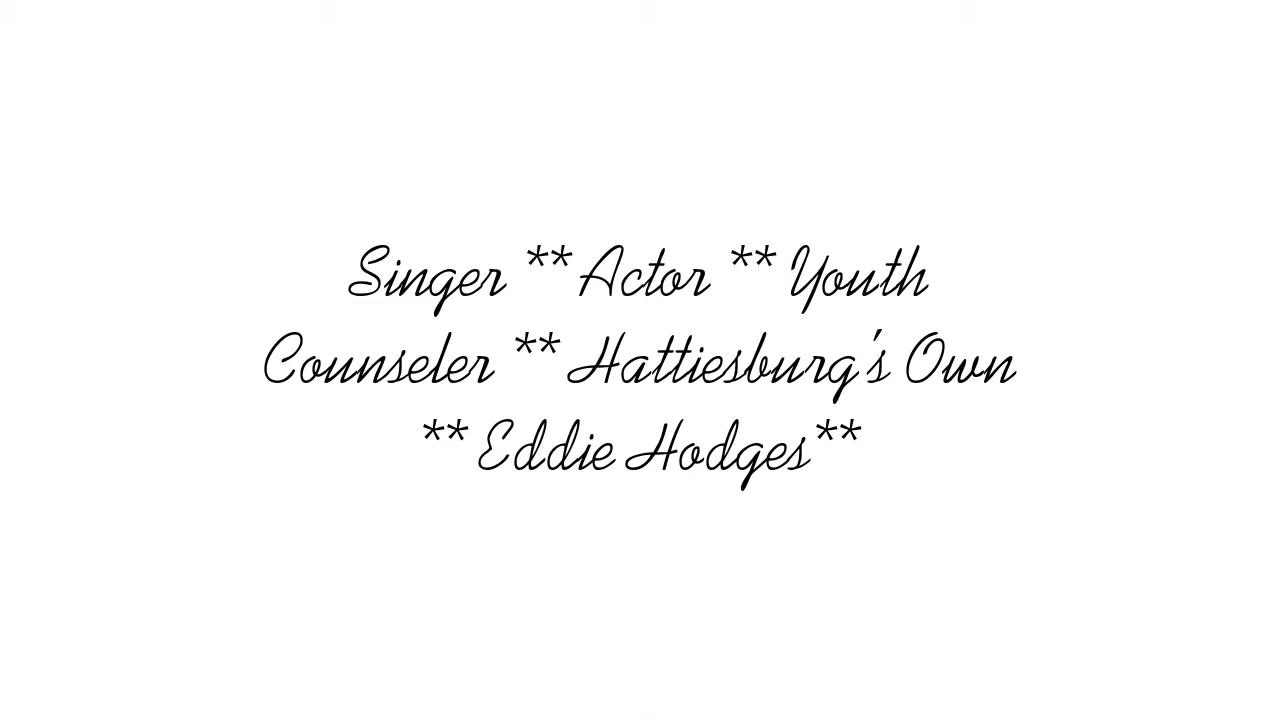 Singer ** Actor ** Youth
Counseler ** Hattiesburg's Own
** Eddie Hodges**